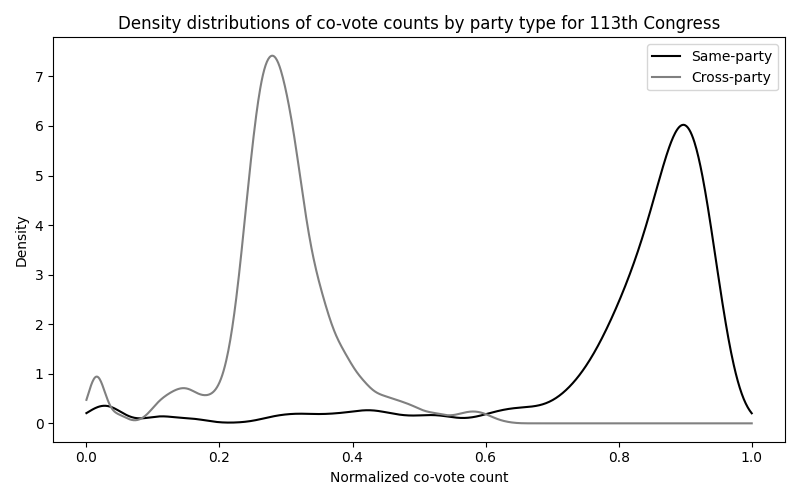 Density distributions of co-vote counts by party type for 113th Congress
Same-party
Cross-party
Density
7
6
5
4
3
2
1
0
0.0 0.2 0.4 0.6 0.8 1.0
Normalized co-vote count